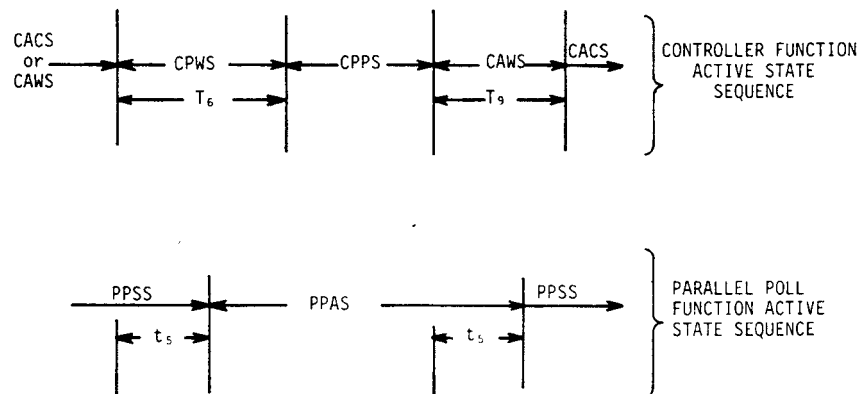 CACS
or
CAWS
CPWS
CPPS
CAWS
CACS
T₆
T₉
CONTROLLER FUNCTION
ACTIVE STATE
SEQUENCE
PPSS
PPAS
PPSS
t₅
t₅
PARALLEL POLL
FUNCTION ACTIVE
STATE SEQUENCE